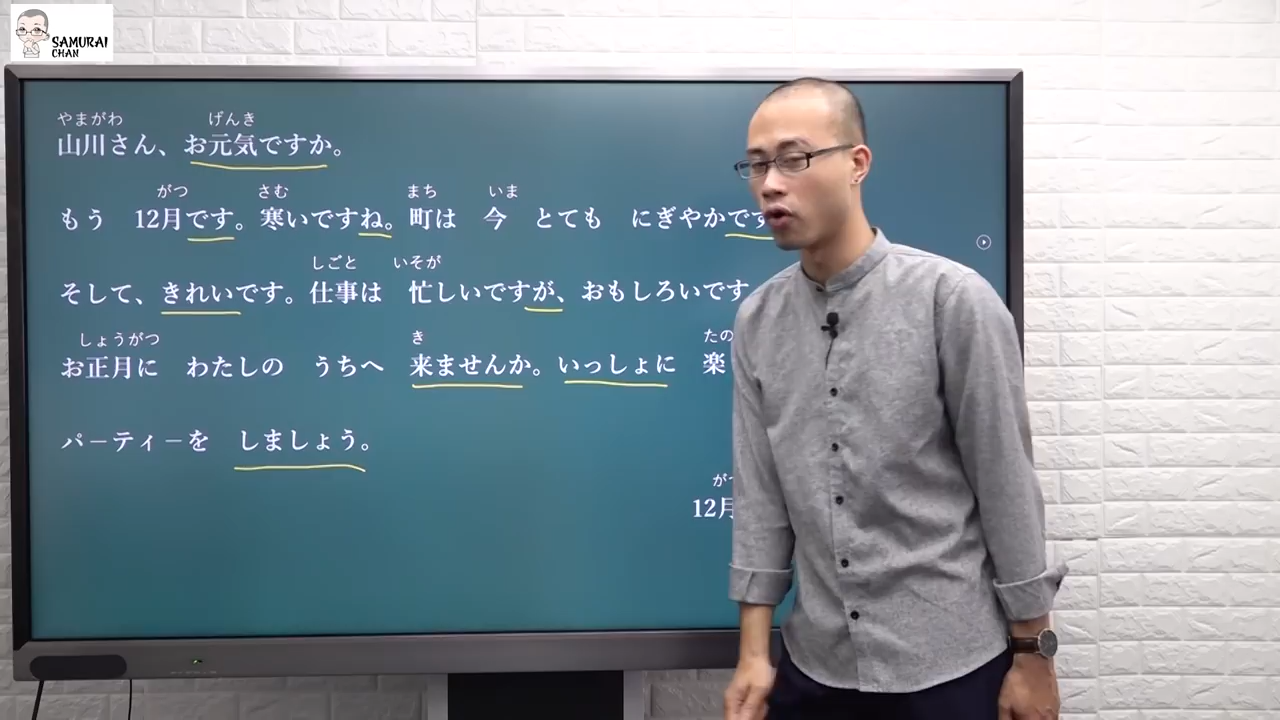 SAMURAI
CHAN
やまがわ げんき
山川さん、お元気ですか。
がつ さむ まち いま
もう 12月です。寒いですね。町は 今 とても にぎやかです
しごと いそが
そして、きれいです。仕事は 忙しいですが、おもしろいです
しょうがつ き たの
お正月に わたしの うちへ 来ませんか。いっしょに 楽
パーティーを しましょう。
がつ
12月